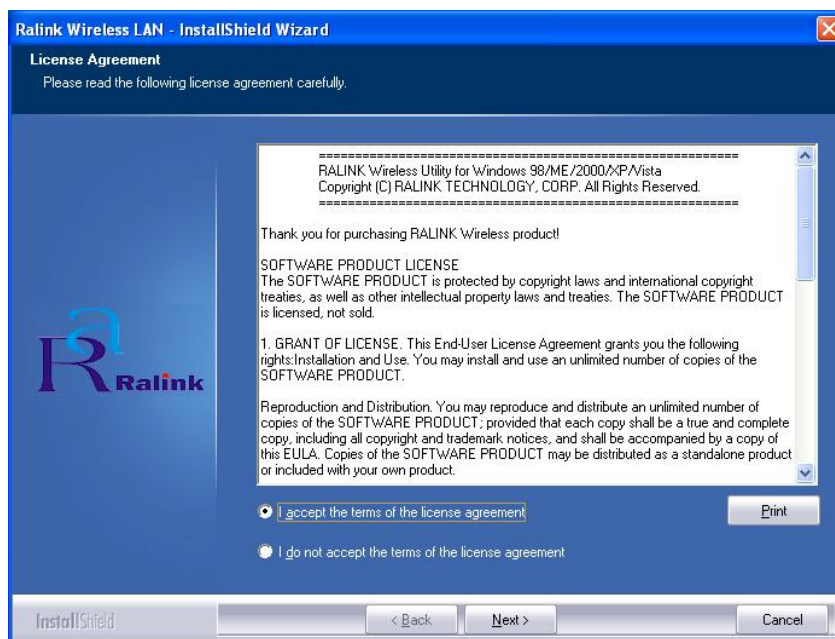 Ralink Wireless LAN - InstallShield Wizard
License Agreement
Please read the following license agreement carefully.
==========================================================
RALINK Wireless Utility for Windows 98/ME/2000/XP/Vista
Copyright (C) RALINK TECHNOLOGY, CORP. All Rights Reserved.
==========================================================
Thank you for purchasing RALINK Wireless product!
SOFTWARE PRODUCT LICENSE
The SOFTWARE PRODUCT is protected by copyright laws and international copyright
treaties, as well as other intellectual property laws and treaties. The SOFTWARE PRODUCT
is licensed, not sold.
1. GRANT OF LICENSE. This End-User License Agreement grants you the following
rights:Installation and Use. You may install and use an unlimited number of copies of the
SOFTWARE PRODUCT.
Reproduction and Distribution. You may reproduce and distribute an unlimited number of
copies of the SOFTWARE PRODUCT; provided that each copy shall be a true and complete
copy, including all copyright and trademark notices, and shall be accompanied by a copy of
this EULA. Copies of the SOFTWARE PRODUCT may be distributed as a standalone product
or included with your own product.
Ra Ralink
I accept the terms of the license agreement
Print
I do not accept the terms of the license agreement
InstallShield
< Back
Next >
Cancel